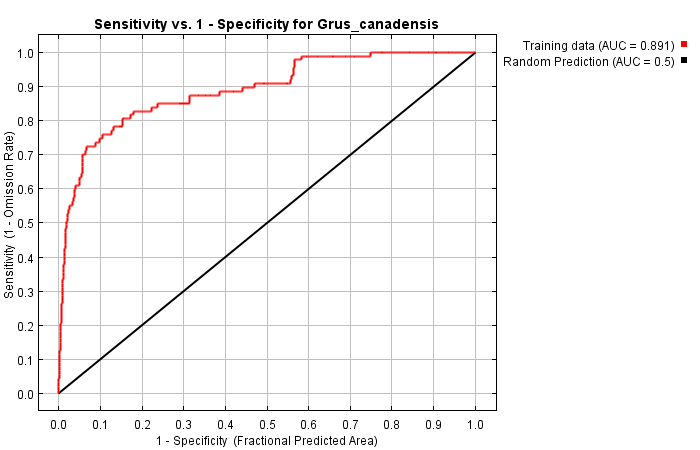 Sensitivity vs. 1 - Specificity for Grus_canadensis
Training data (AUC = 0.891)
Random Prediction (AUC = 0.5)
Sensitivity (1 - Omission Rate)
1.0
0.9
0.8
0.7
0.6
0.5
0.4
0.3
0.2
0.1
0.0
0.0 0.1 0.2 0.3 0.4 0.5 0.6 0.7 0.8 0.9 1.0
1 - Specificity (Fractional Predicted Area)